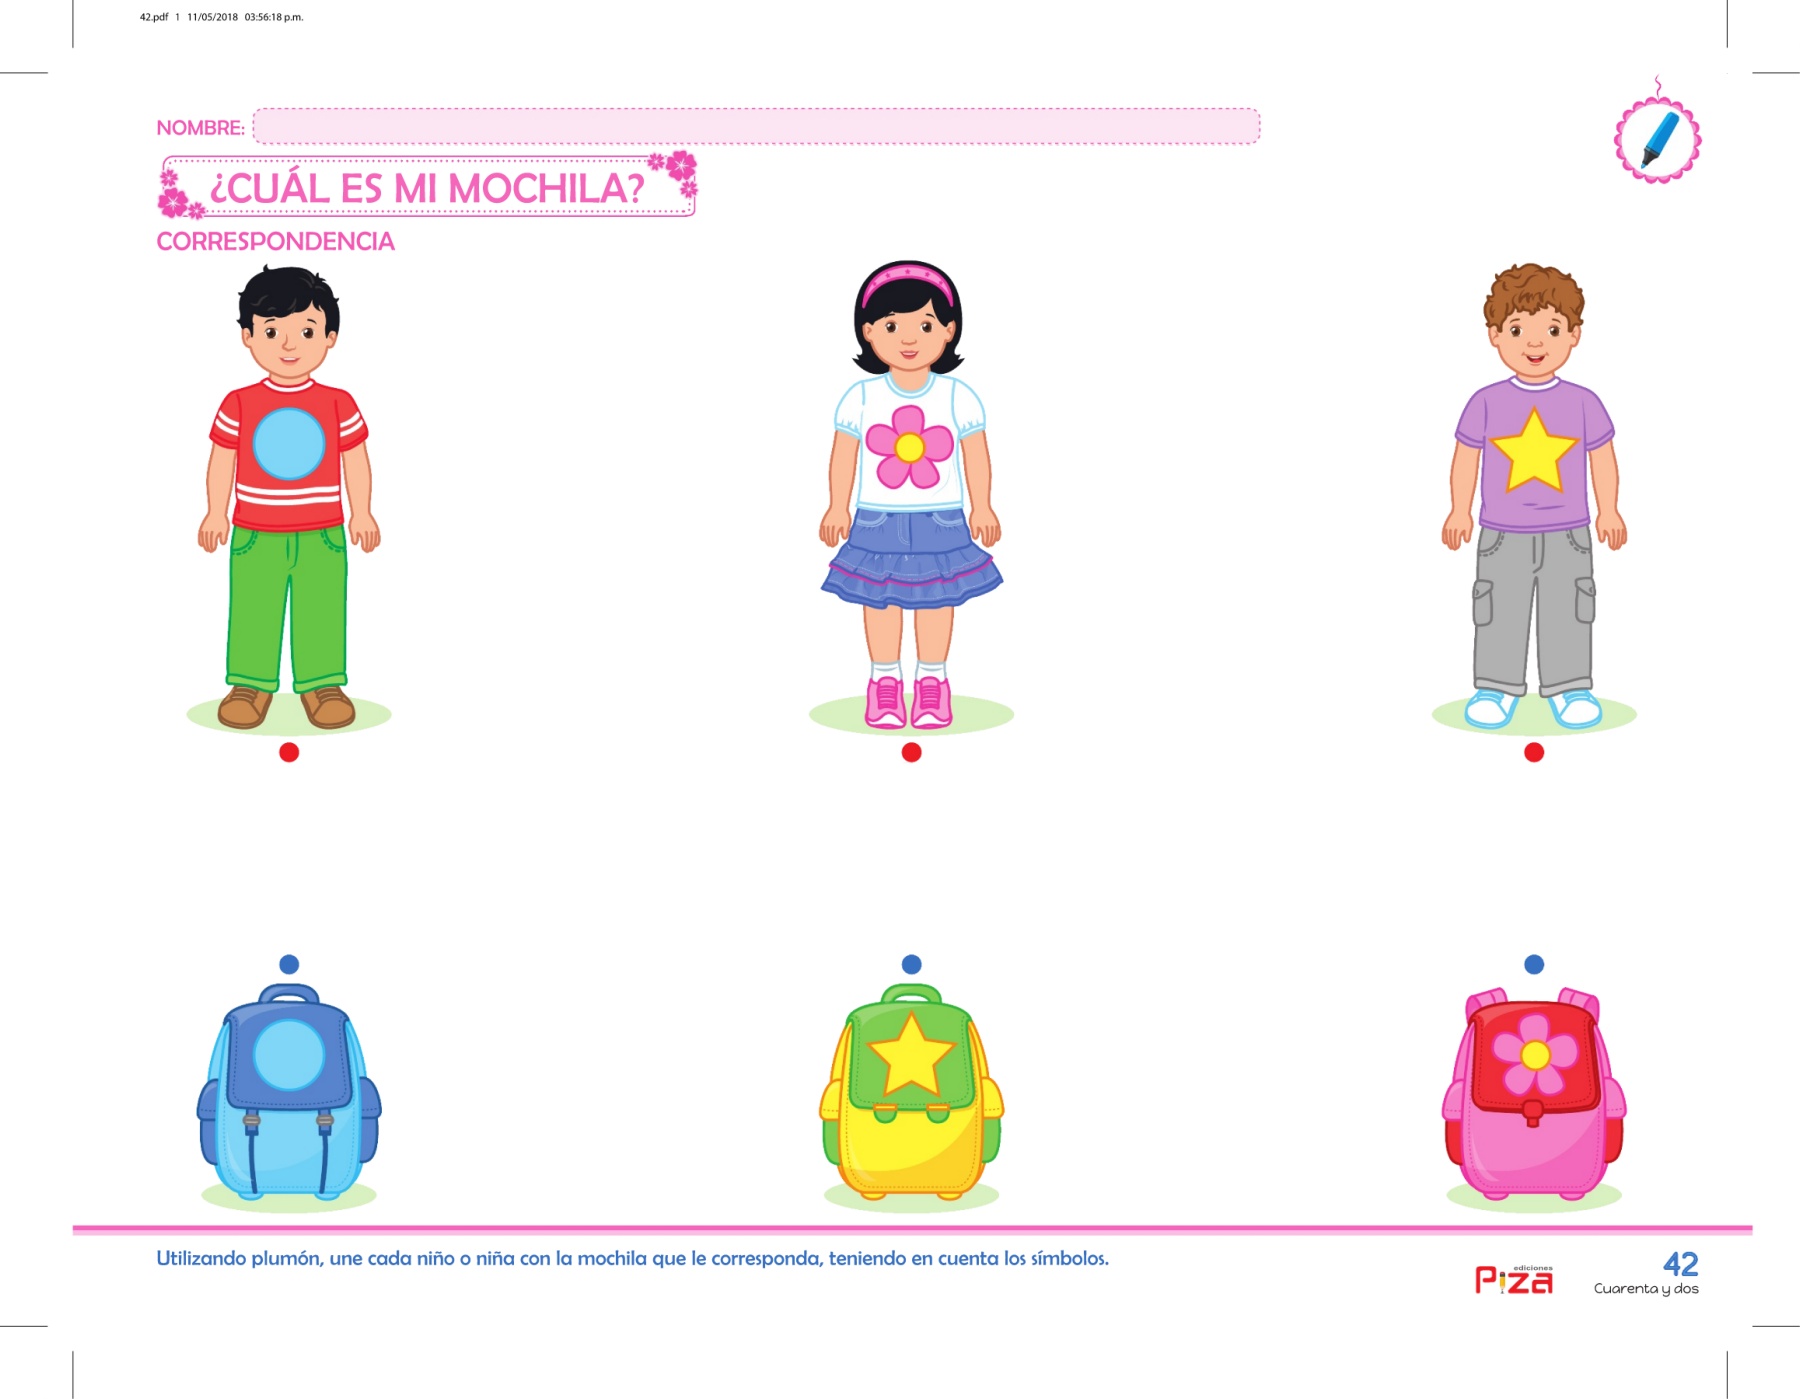 42.pdf 1 11/05/2018 03:56:18 p.m.
NOMBRE:
¿CUÁL ES MI MOCHILA?
CORRESPONDENCIA
Utilizando plumón, une cada niño o niña con la mochila que le corresponda, teniendo en cuenta los símbolos.
ediciones
Piza
42
Cuarenta y dos